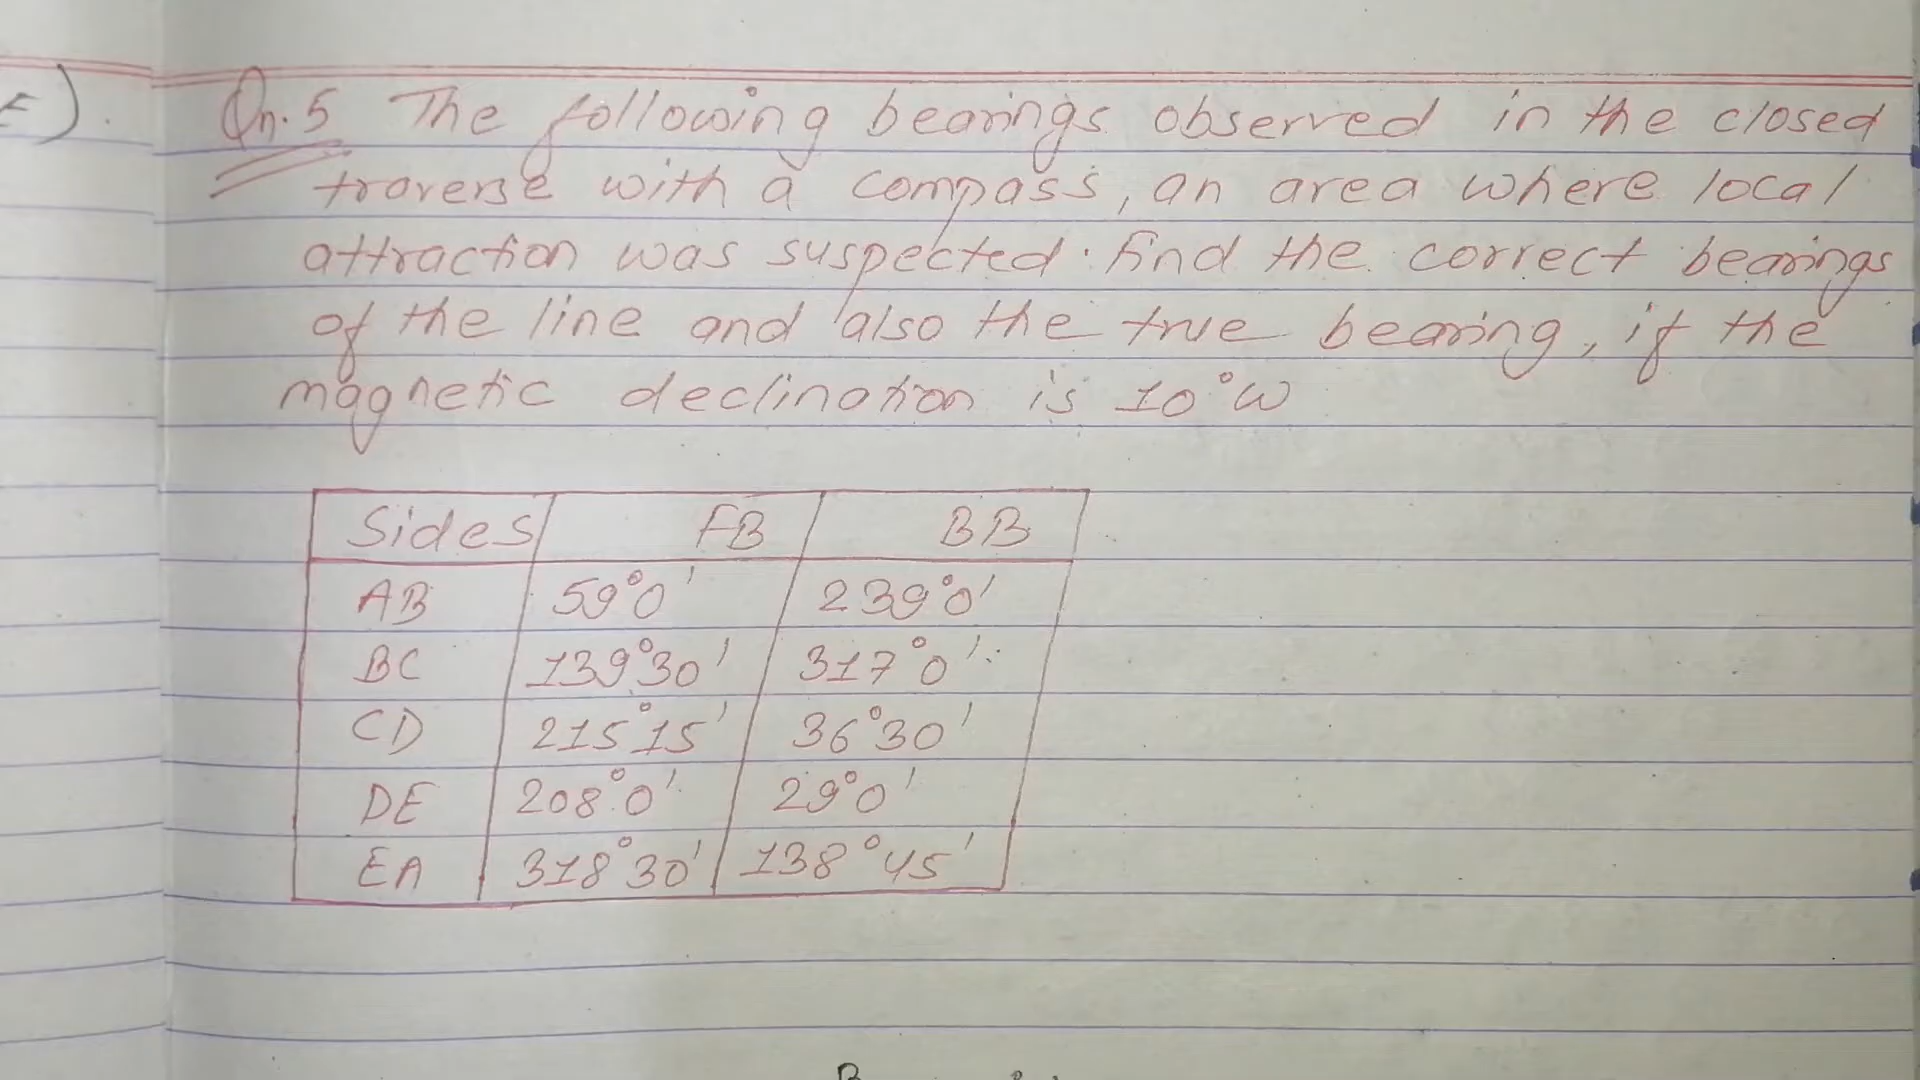 Qn.5 The following bearings observed in the closed
traverse with a compass, an area where local
attraction was suspected. find the correct bearings
of the line and also the true bearing, if the
magnetic declination is 10°W
Sides FB BB
AB 59°0' 239°0'
BC 139°30' 317°0'
CD 215°15' 36°30'
DE 208°0' 29°0'
EA 318°30' 138°45'